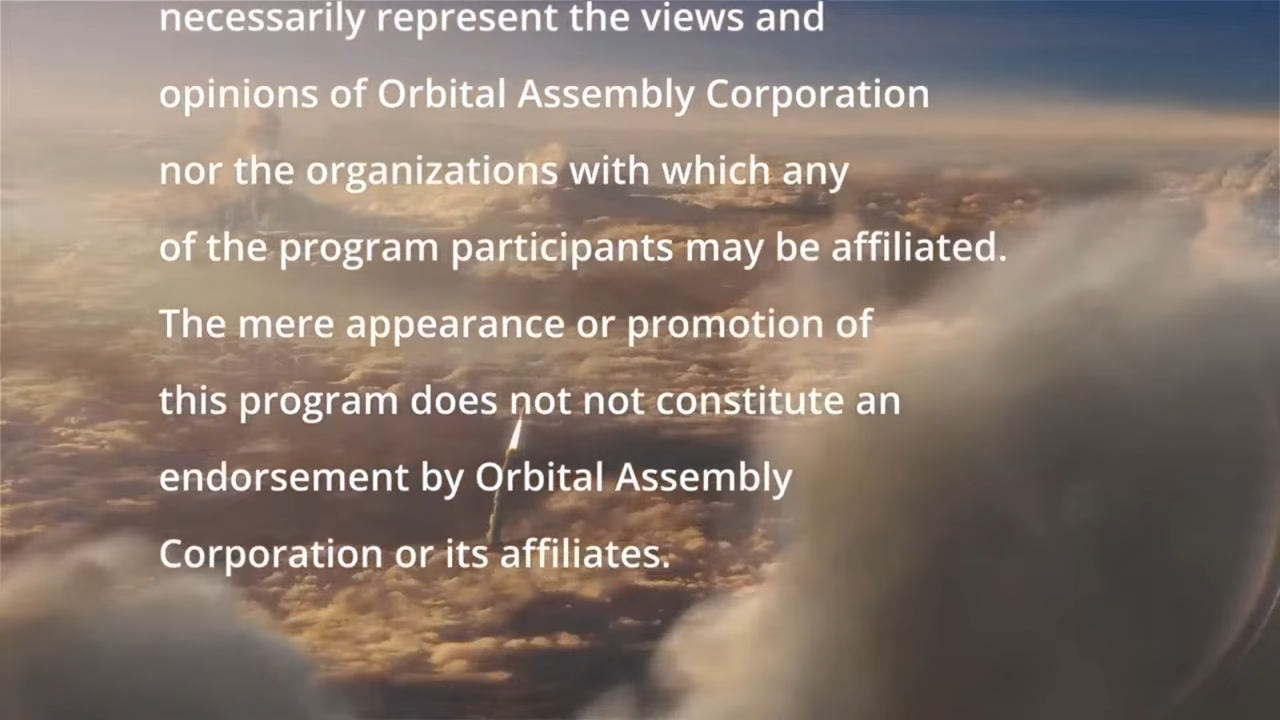 necessarily represent the views and
opinions of Orbital Assembly Corporation
nor the organizations with which any
of the program participants may be affiliated.
The mere appearance or promotion of
this program does not not constitute an
endorsement by Orbital Assembly
Corporation or its affiliates.